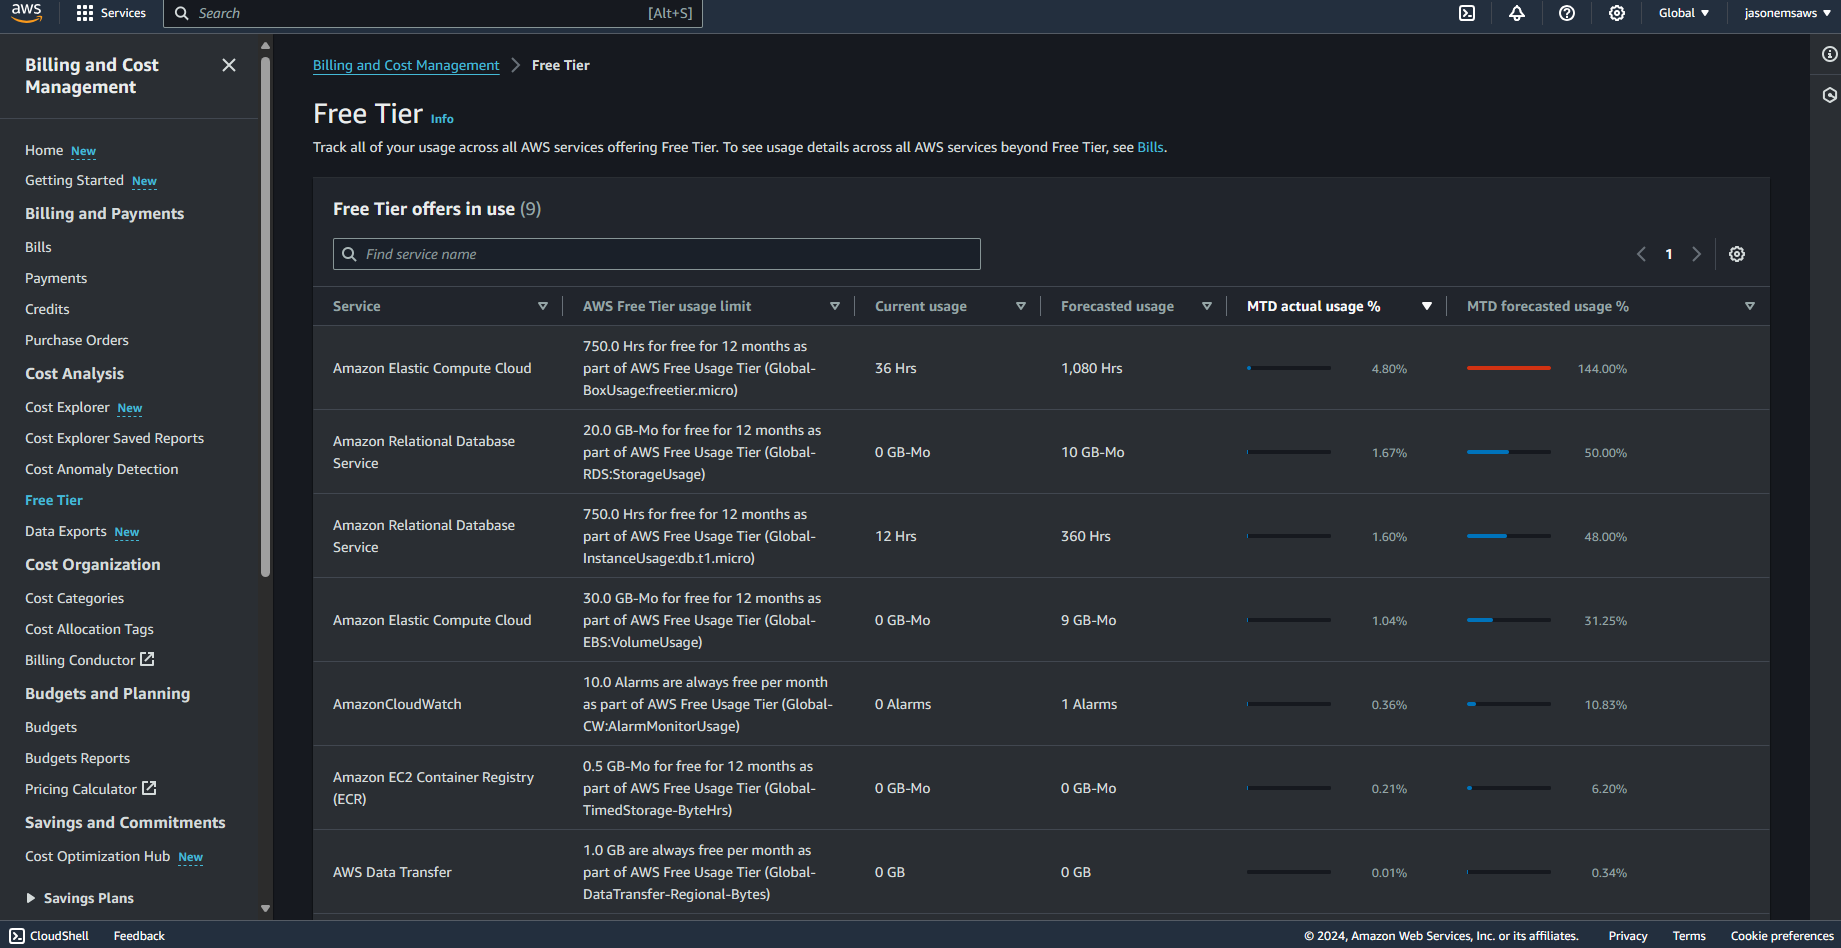 aws
Services
Search
[Alt+S]
Global
jasonemsaws
Billing and Cost
Management
Home New
Getting Started New
Billing and Payments
Bills
Payments
Credits
Purchase Orders
Cost Analysis
Cost Explorer New
Cost Explorer Saved Reports
Cost Anomaly Detection
Free Tier
Data Exports New
Cost Organization
Cost Categories
Cost Allocation Tags
Billing Conductor
Budgets and Planning
Budgets
Budgets Reports
Pricing Calculator
Savings and Commitments
Cost Optimization Hub New
Savings Plans
Billing and Cost Management > Free Tier
Free Tier Info
Track all of your usage across all AWS services offering Free Tier. To see usage details across all AWS services beyond Free Tier, see Bills.
Free Tier offers in use (9)
Find service name
1
Service AWS Free Tier usage limit Current usage Forecasted usage MTD actual usage % MTD forecasted usage %
750.0 Hrs for free for 12 months as
Amazon Elastic Compute Cloud part of AWS Free Usage Tier (Global- 36 Hrs 1,080 Hrs 4.80% 144.00%
BoxUsage:freetier.micro)
20.0 GB-Mo for free for 12 months as
Amazon Relational Database
Service
part of AWS Free Usage Tier (Global- 0 GB-Mo 10 GB-Mo 1.67% 50.00%
RDS:StorageUsage)
750.0 Hrs for free for 12 months as
Amazon Relational Database
Service
part of AWS Free Usage Tier (Global- 12 Hrs 360 Hrs 1.60% 48.00%
InstanceUsage:db.t1.micro)
30.0 GB-Mo for free for 12 months as
Amazon Elastic Compute Cloud part of AWS Free Usage Tier (Global- 0 GB-Mo 9 GB-Mo 1.04% 31.25%
EBS:VolumeUsage)
10.0 Alarms are always free per month
AmazonCloudWatch as part of AWS Free Usage Tier (Global- 0 Alarms 1 Alarms 0.36% 10.83%
CW:AlarmMonitorUsage)
0.5 GB-Mo for free for 12 months as
Amazon EC2 Container Registry
(ECR)
part of AWS Free Usage Tier (Global- 0 GB-Mo 0 GB-Mo 0.21% 6.20%
TimedStorage-ByteHrs)
1.0 GB are always free per month as
AWS Data Transfer part of AWS Free Usage Tier (Global- 0 GB 0 GB 0.01% 0.34%
DataTransfer-Regional-Bytes)
CloudShell Feedback © 2024, Amazon Web Services, Inc. or its affiliates. Privacy Terms Cookie preferences